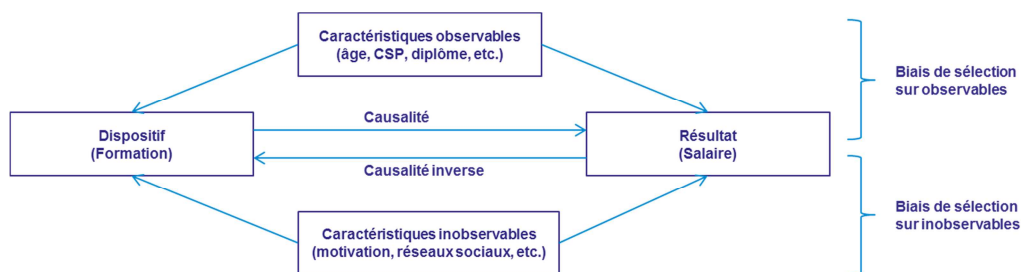 Caractéristiques observables
(âge, CSP, diplôme, etc.)
Biais de sélection
sur observables
Causalité
Dispositif
(Formation)
Résultat
(Salaire)
Causalité inverse
Caractéristiques inobservables
(motivation, réseaux sociaux, etc.)
Biais de sélection
sur inobservables